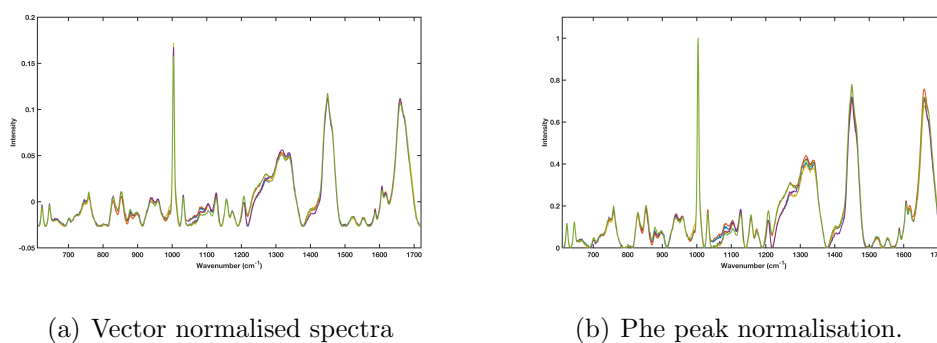 0.2
0.15
0.1
0.05
0
-0.05
Intensity
700 800 900 1000 1100 1200 1300 1400 1500 1600 1700
Wavenumber (cm-1)
1
0.8
0.6
0.4
0.2
0
Intensity
700 800 900 1000 1100 1200 1300 1400 1500 1600 170
Wavenumber (cm-1)
(a) Vector normalised spectra
(b) Phe peak normalisation.